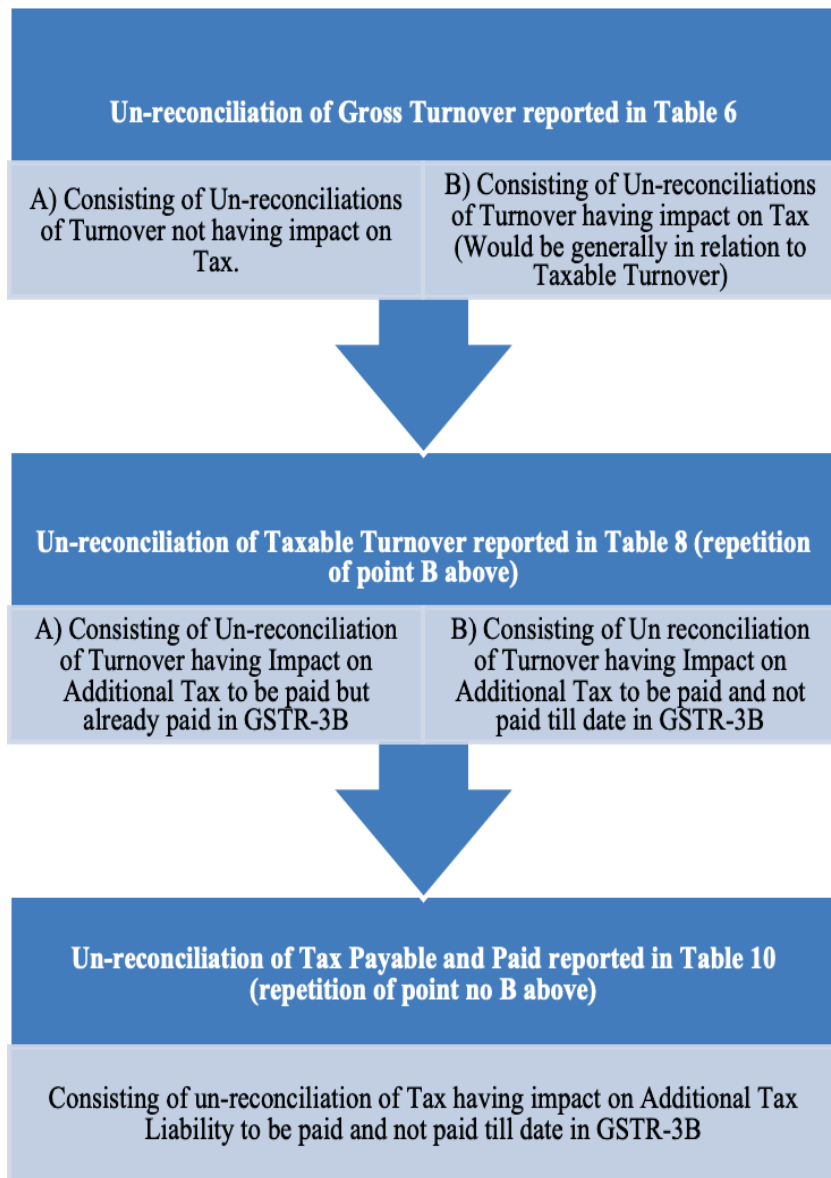 Un-reconciliation of Gross Turnover reported in Table 6
A) Consisting of Un-reconciliations
of Turnover not having impact on
Tax.
B) Consisting of Un-reconciliations
of Turnover having impact on Tax
(Would be generally in relation to
Taxable Turnover)
Un-reconciliation of Taxable Turnover reported in Table 8 (repetition
of point B above)
A) Consisting of Un-reconciliation
of Turnover having Impact on
Additional Tax to be paid but
already paid in GSTR-3B
B) Consisting of Un reconciliation
of Turnover having Impact on
Additional Tax to be paid and not
paid till date in GSTR-3B
Un-reconciliation of Tax Payable and Paid reported in Table 10
(repetition of point no B above)
Consisting of un-reconciliation of Tax having impact on Additional Tax
Liability to be paid and not paid till date in GSTR-3B